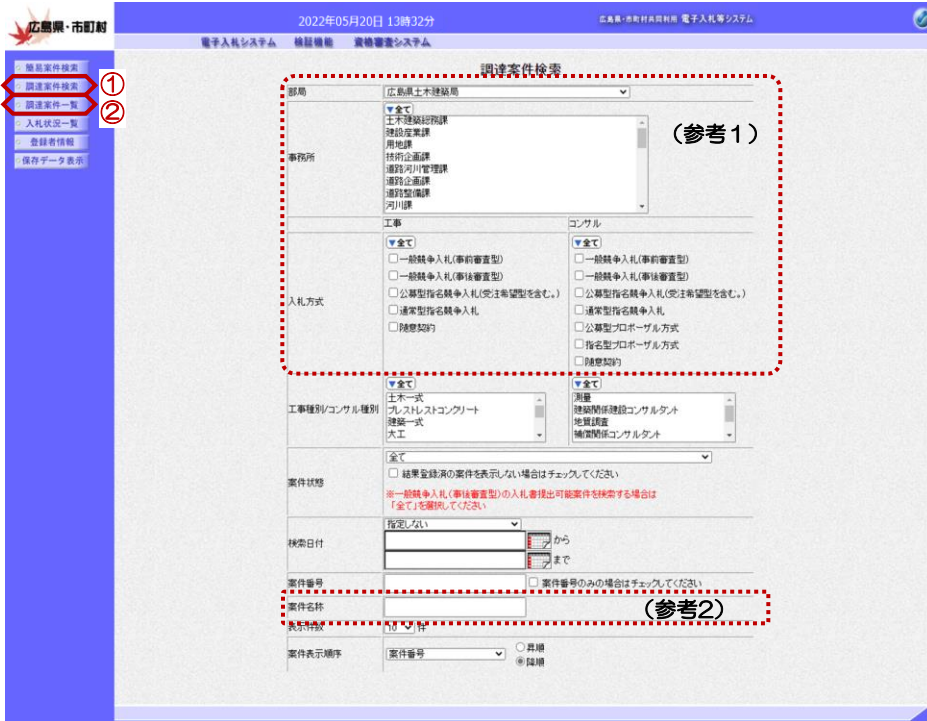 広島県・市町村
2022年05月20日 13時32分
広島県・市町村共同利用 電子入札等システム
電子入札システム 検証機能 資格審査システム
簡易案件検索
調達案件検索
①
調達案件一覧
②
入札状況一覧
登録者情報
保存データ表示
調達案件検索
部局 広島県土木建築局
(参考1)
事務所
▼全て
土木建築総務課
建設産業課
用地課
技術企画課
道路河川管理課
道路企画課
道路整備課
河川課
入札方式
工事
▼全て
一般競争入札(事前審査型)
一般競争入札(事後審査型)
公募型指名競争入札(受注希望型を含む。)
通常型指名競争入札
随意契約
コンサル
▼全て
一般競争入札(事前審査型)
一般競争入札(事後審査型)
公募型指名競争入札(受注希望型を含む。)
通常型指名競争入札
公募型プロポーザル方式
指名型プロポーザル方式
随意契約
工事種別/コンサル種別
▼全て
土木一式
プレストレストコンクリート
建築一式
大工
▼全て
測量
建築関係建設コンサルタント
地質調査
補償関係コンサルタント
案件状態
全て
結果登録済の案件を表示しない場合はチェックしてください
※一般競争入札(事後審査型)の入札書提出可能案件を検索する場合は
「全て」を選択してください
検索日付
指定しない
から
まで
案件番号 案件番号のみの場合はチェックしてください
案件名称
(参考2)
表示件数 10 件
案件表示順序 案件番号
昇順
降順